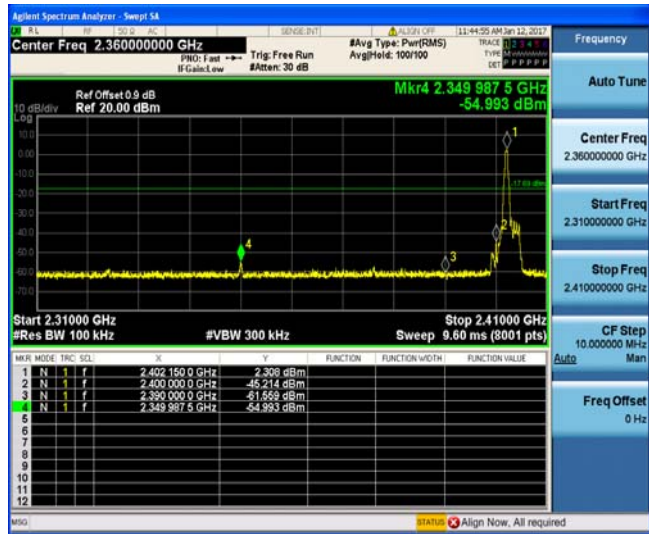 Agilent Spectrum Analyzer - Swept SA
RL RF 50 Ω AC SENSE:INT ALIGN OFF 11:44:55 AM Jan 12, 2017
Center Freq 2.360000000 GHz
PNO: Fast
IFGain:Low
Trig: Free Run
#Atten: 30 dB
#Avg Type: Pwr(RMS)
Avg|Hold: 100/100
TRACE 1 2 3 4 5 6
TYPE
DET P P P P P P
Frequency
Mkr4 2.349 987 5 GHz
-54.993 dBm
Ref Offset 0.9 dB
Ref 20.00 dBm
10 dB/div
Log
10.0
0.00
-10.0
-20.0
-30.0
-40.0
-50.0
-60.0
-70.0
1
2
3
4
Start 2.31000 GHz
Stop 2.41000 GHz
#Res BW 100 kHz
#VBW 300 kHz
Sweep 9.60 ms (8001 pts)
MKR MODE TRC SCL X Y FUNCTION FUNCTION WIDTH FUNCTION VALUE
1 N 1 f 2.402 150 0 GHz 2.308 dBm
2 N 1 f 2.400 000 0 GHz -45.214 dBm
3 N 1 f 2.390 000 0 GHz -61.559 dBm
4 N 1 f 2.349 987 5 GHz -54.993 dBm
5
6
7
8
9
10
11
12
MSG
STATUS Align Now, All required
Auto Tune
Center Freq
2.360000000 GHz
Start Freq
2.310000000 GHz
Stop Freq
2.410000000 GHz
CF Step
10.000000 MHz
Auto Man
Freq Offset
0 Hz